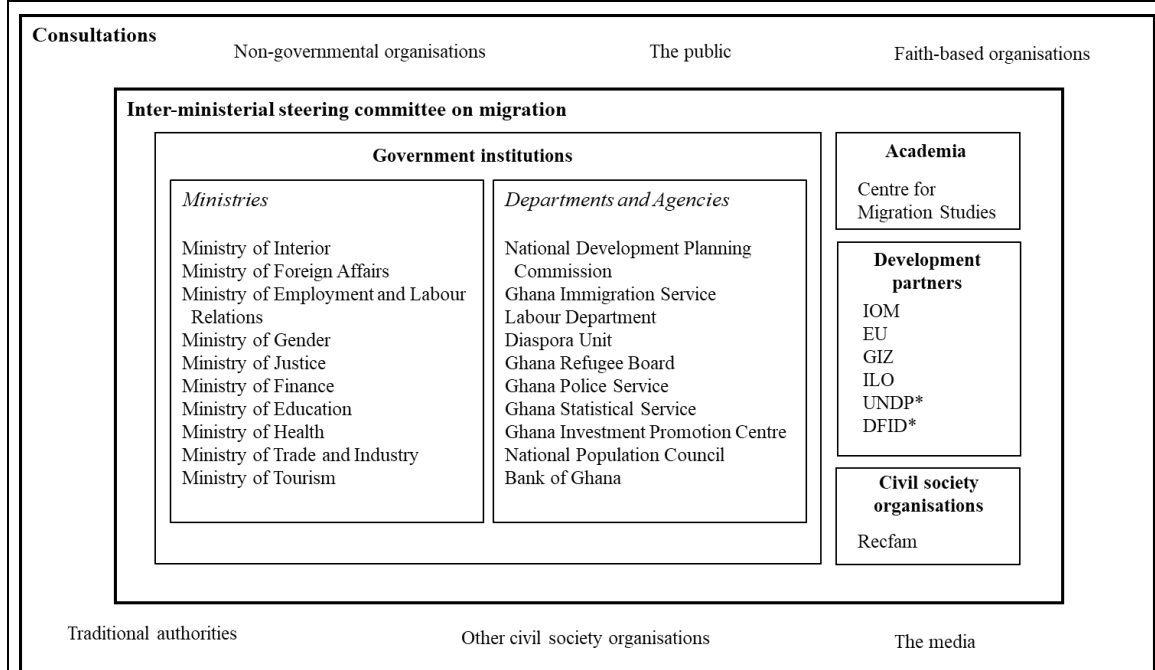 Consultations
Non-governmental organisations
The public
Faith-based organisations
Inter-ministerial steering committee on migration
Government institutions
Ministries
Ministry of Interior
Ministry of Foreign Affairs
Ministry of Employment and Labour
Relations
Ministry of Gender
Ministry of Justice
Ministry of Finance
Ministry of Education
Ministry of Health
Ministry of Trade and Industry
Ministry of Tourism
Departments and Agencies
National Development Planning
Commission
Ghana Immigration Service
Labour Department
Diaspora Unit
Ghana Refugee Board
Ghana Police Service
Ghana Statistical Service
Ghana Investment Promotion Centre
National Population Council
Bank of Ghana
Academia
Centre for
Migration Studies
Development
partners
IOM
EU
GIZ
ILO
UNDP*
DFID*
Civil society
organisations
Recfam
Traditional authorities
Other civil society organisations
The media